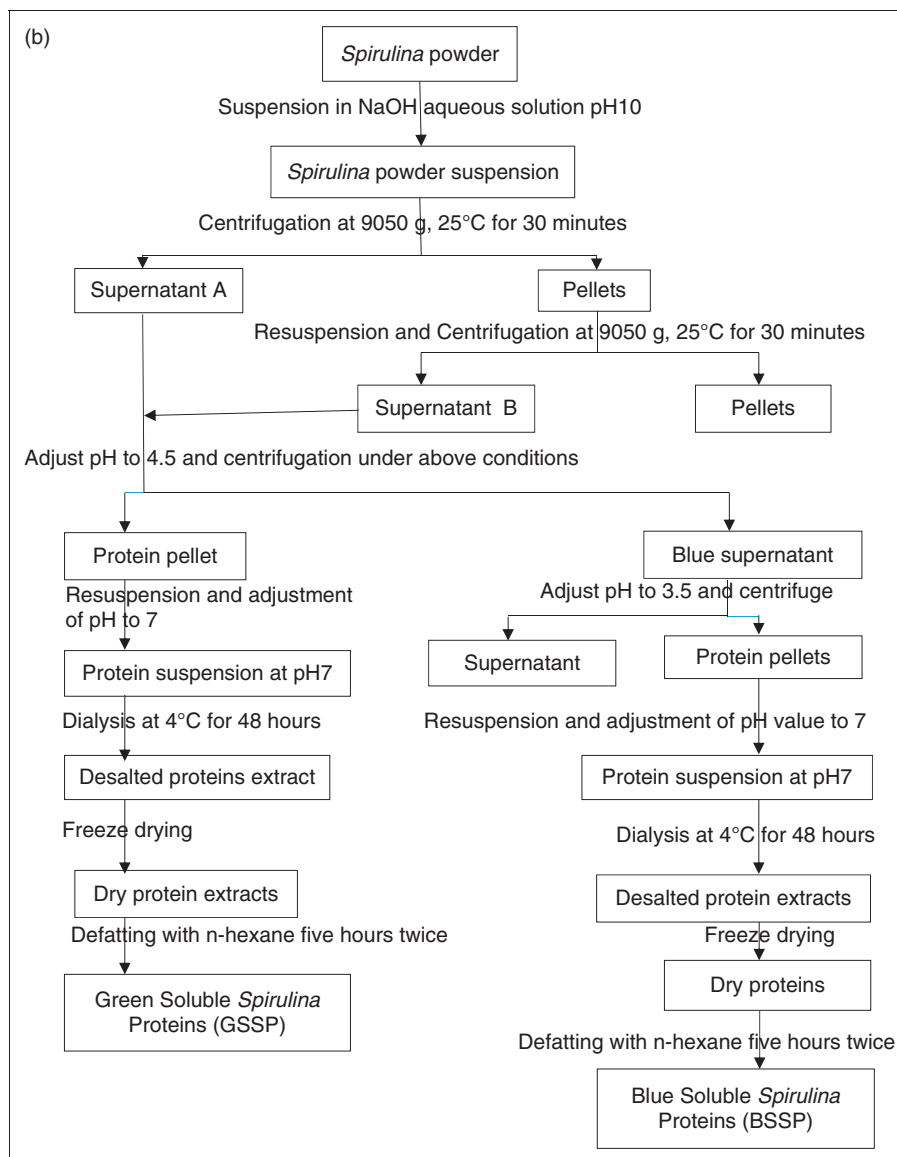 (b)
Spirulina powder
Suspension in NaOH aqueous solution pH10
Spirulina powder suspension
Centrifugation at 9050 g, 25°C for 30 minutes
Supernatant A
Pellets
Resuspension and Centrifugation at 9050 g, 25°C for 30 minutes
Supernatant B
Pellets
Adjust pH to 4.5 and centrifugation under above conditions
Protein pellet
Resuspension and adjustment
of pH to 7
Protein suspension at pH7
Dialysis at 4°C for 48 hours
Desalted proteins extract
Freeze drying
Dry protein extracts
Defatting with n-hexane five hours twice
Green Soluble Spirulina
Proteins (GSSP)
Blue supernatant
Adjust pH to 3.5 and centrifuge
Supernatant
Protein pellets
Resuspension and adjustment of pH value to 7
Protein suspension at pH7
Dialysis at 4°C for 48 hours
Desalted protein extracts
Freeze drying
Dry proteins
Defatting with n-hexane five hours twice
Blue Soluble Spirulina
Proteins (BSSP)